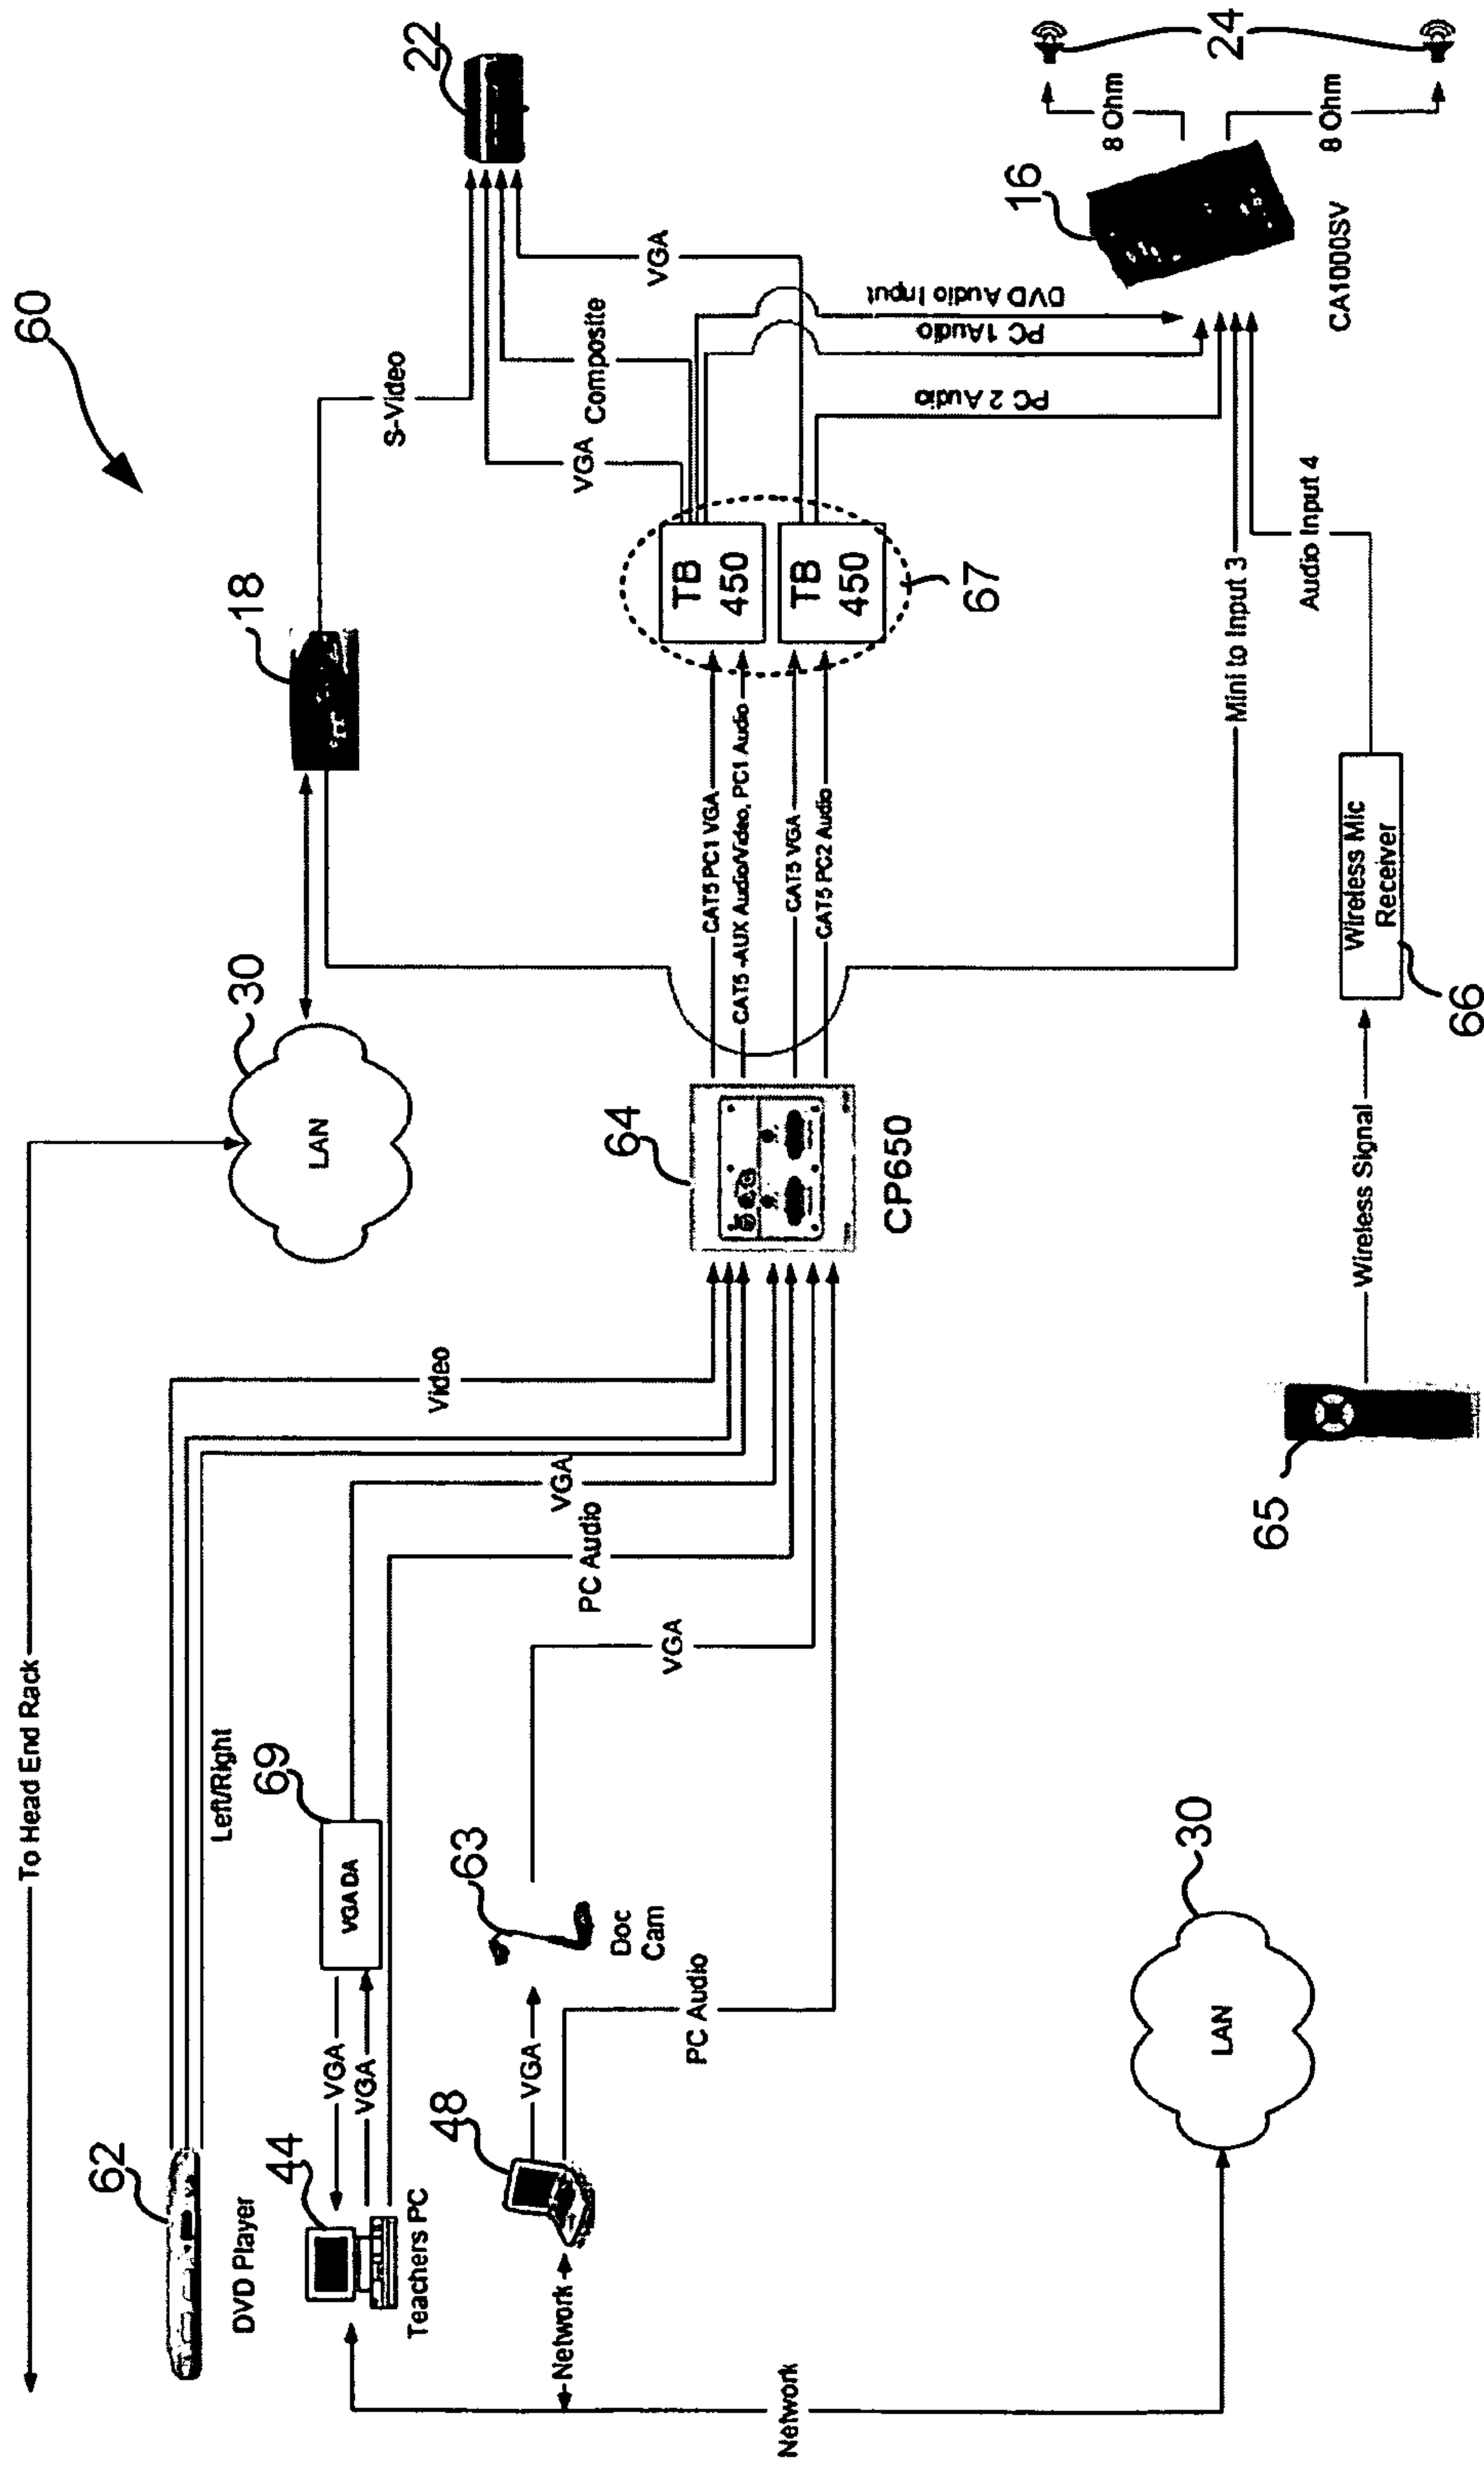 60
To Head End Rack
62
DVD Player
Left/Right
Video
44
Teachers PC
VGA
VGA
69
VGA DA
VGA
PC Audio
48
VGA
63
Doc
Cam
VGA
PC Audio
Network
Network
30
LAN
30
LAN
64
CP650
18
S-Video
22
CAT5 PC1 VGA
CAT5 -AUX Audio/Video, PC1 Audio
CAT5 VGA
CAT5 PC2 Audio
TB
450
TB
450
67
VGA
Composite
VGA
DVD Audio Input
PC 1Audio
PC 2 Audio
Mini to Input 3
Audio Input 4
16
CA1000SV
8 Ohm
8 Ohm
24
65
Wireless Signal
Wireless Mic
Receiver
66